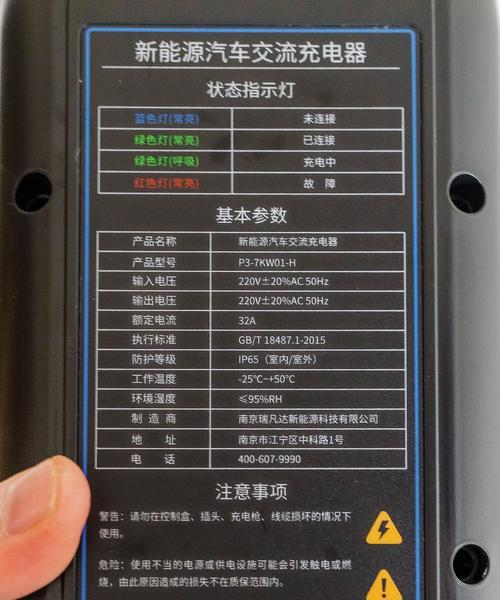 新能源汽车交流充电器
状态指示灯
蓝色灯(常亮) 未连接
绿色灯(常亮) 已连接
绿色灯(呼吸) 充电中
红色灯(常亮) 故 障
基本参数
产品名称 新能源汽车交流充电器
产品型号 P3-7KW01-H
输入电压 220V±20%AC 50Hz
输出电压 220V±20%AC 50Hz
额定电流 32A
执行标准 GB/T 18487.1-2015
防护等级 IP65（室内/室外）
工作温度 -25℃~+50℃
环境湿度 ≤95%RH
制 造 商 南京瑞凡达新能源科技有限公司
地 址 南京市江宁区中科路1号
电 话 400-607-9990
注意事项
警告：请勿在控制盒、插头、充电枪、线缆损坏的情况下
使用。
危险：使用不当的电源或供电设施可能会引发触电或燃
烧，由此原因造成的损失不在质保范围内。